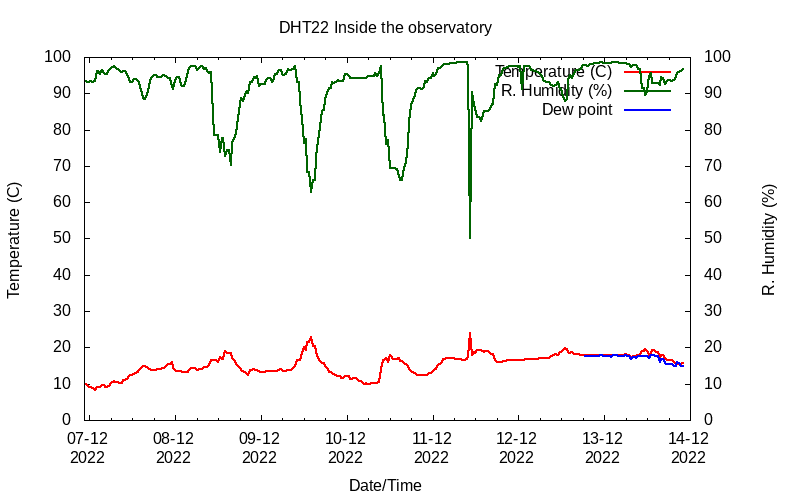 DHT22 Inside the observatory
100 100
90 90
80 80
70 70
60 60
50 50
40 40
30 30
20 20
10 10
0 0
Temperature (C)
R. Humidity (%)
Temperature (C)
R. Humidity (%)
Dew point
07-12 08-12 09-12 10-12 11-12 12-12 13-12 14-12
2022 2022 2022 2022 2022 2022 2022 2022
Date/Time